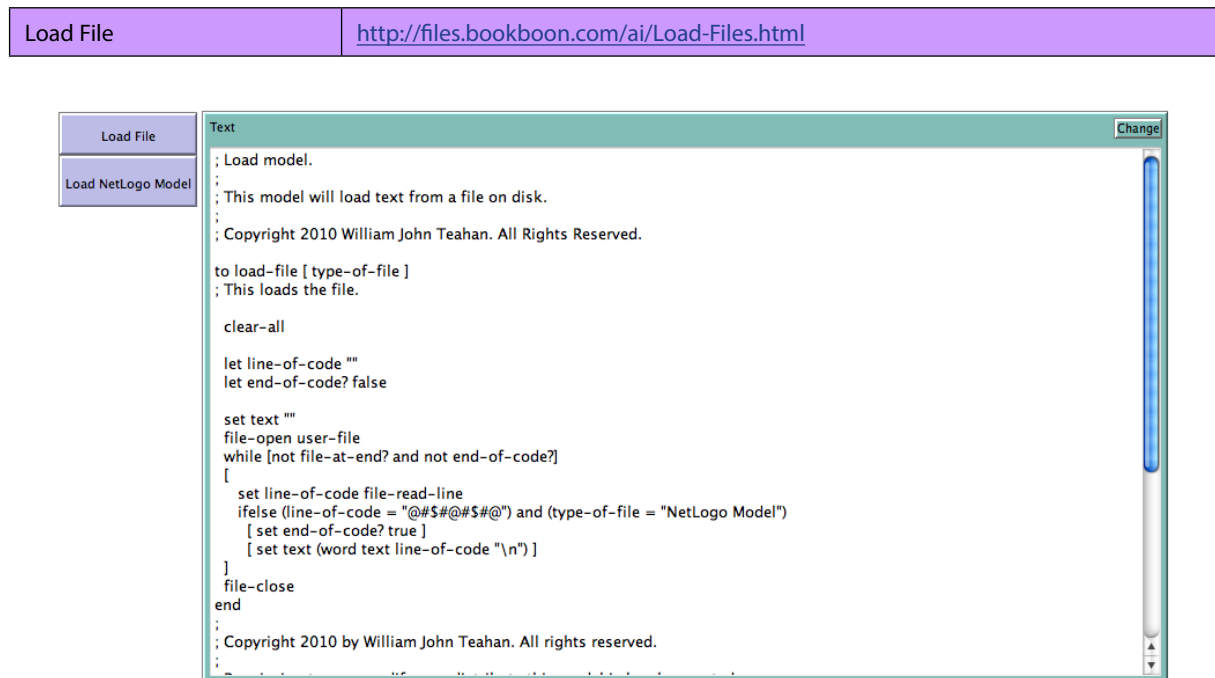 Load File http://files.bookboon.com/ai/Load-Files.html
Load File
Load NetLogo Model
Text Change
; Load model.
;
; This model will load text from a file on disk.
;
; Copyright 2010 William John Teahan. All Rights Reserved.
to load-file [ type-of-file ]
; This loads the file.
clear-all
let line-of-code ""
let end-of-code? false
set text ""
file-open user-file
while [not file-at-end? and not end-of-code?]
[
set line-of-code file-read-line
ifelse (line-of-code = "@#$#@#$#@") and (type-of-file = "NetLogo Model")
[ set end-of-code? true ]
[ set text (word text line-of-code "\n") ]
]
file-close
end
;
; Copyright 2010 by William John Teahan. All rights reserved.
;